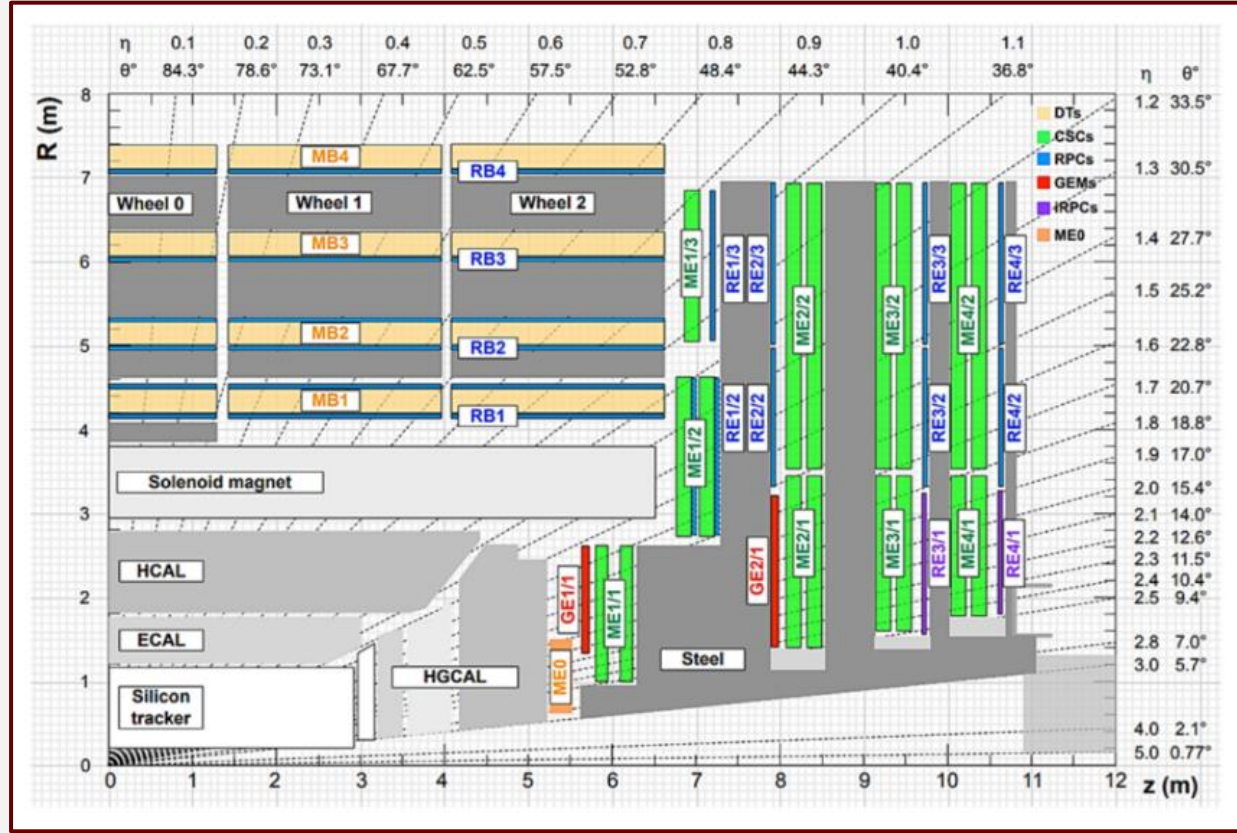 η 0.1 0.2 0.3 0.4 0.5 0.6 0.7 0.8 0.9 1.0 1.1
θ° 84.3° 78.6° 73.1° 67.7° 62.5° 57.5° 52.8° 48.4° 44.3° 40.4° 36.8°
η θ°
R (m)
8
7
6
5
4
3
2
1
0
1.2 33.5°
1.3 30.5°
1.4 27.7°
1.5 25.2°
1.6 22.8°
1.7 20.7°
1.8 18.8°
1.9 17.0°
2.0 15.4°
2.1 14.0°
2.2 12.6°
2.3 11.5°
2.4 10.4°
2.5 9.4°
2.8 7.0°
3.0 5.7°
4.0 2.1°
5.0 0.77°
DTs
CSCs
RPCs
GEMs
iRPCs
ME0
MB4
RB4
Wheel 0
Wheel 1
Wheel 2
MB3
RB3
MB2
RB2
MB1
RB1
Solenoid magnet
HCAL
ECAL
Silicon
tracker
HGCAL
Steel
ME1/3
RE1/3
RE2/3
ME2/2
ME3/2
RE3/3
ME4/2
RE4/3
ME1/2
RE1/2
RE2/2
RE3/2
RE4/2
GE1/1
ME1/1
ME0
GE2/1
ME2/1
ME3/1
RE3/1
ME4/1
RE4/1
0 1 2 3 4 5 6 7 8 9 10 11 12
z (m)